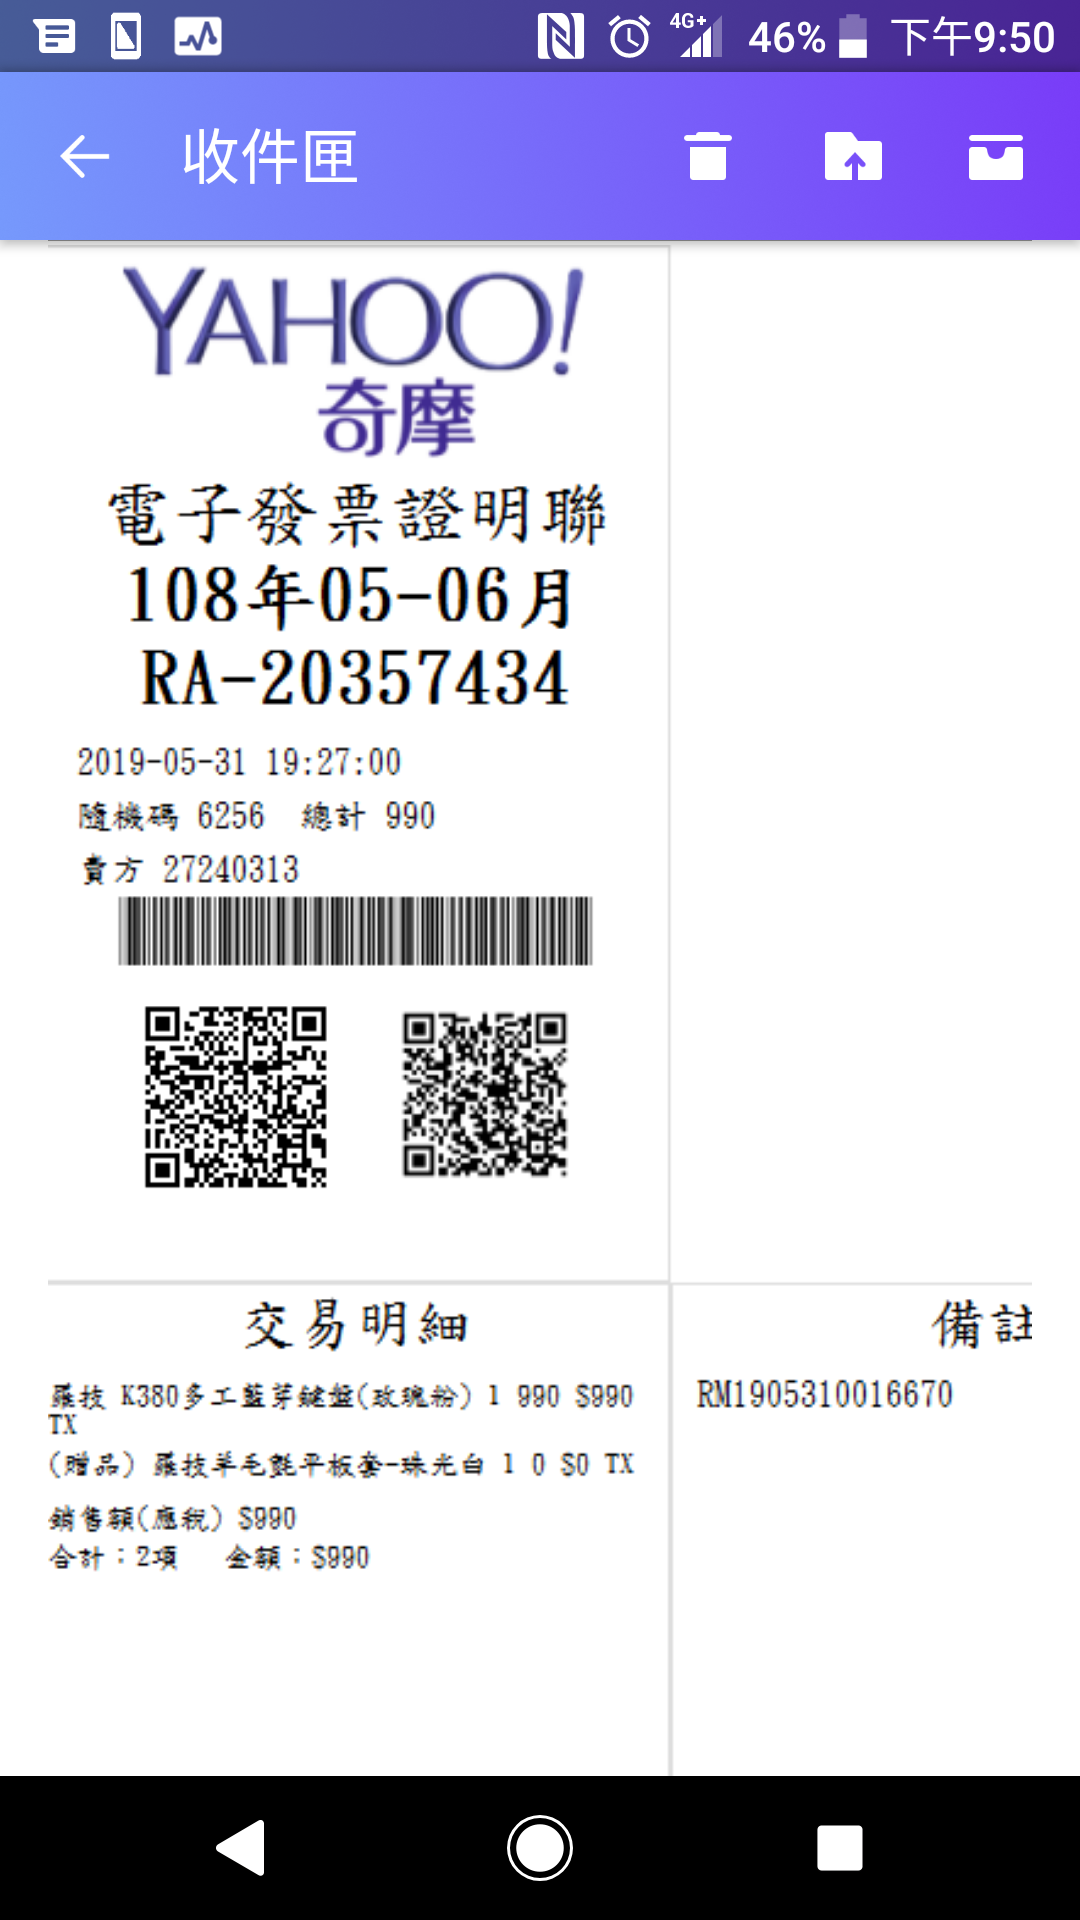 4G+ 46% 下午9:50
收件匣
YAHOO!
奇摩
電子發票證明聯
108年05-06月
RA-20357434
2019-05-31 19:27:00
隨機碼 6256 總計 990
賣方 27240313
交易明細
羅技 K380多工藍芽鍵盤(玫瑰粉) 1 990 $990
TX
(贈品) 羅技羊毛氈平板套-珠光白 1 0 $0 TX
銷售額(應稅) $990
合計：2項 金額：$990
備註
RM1905310016670